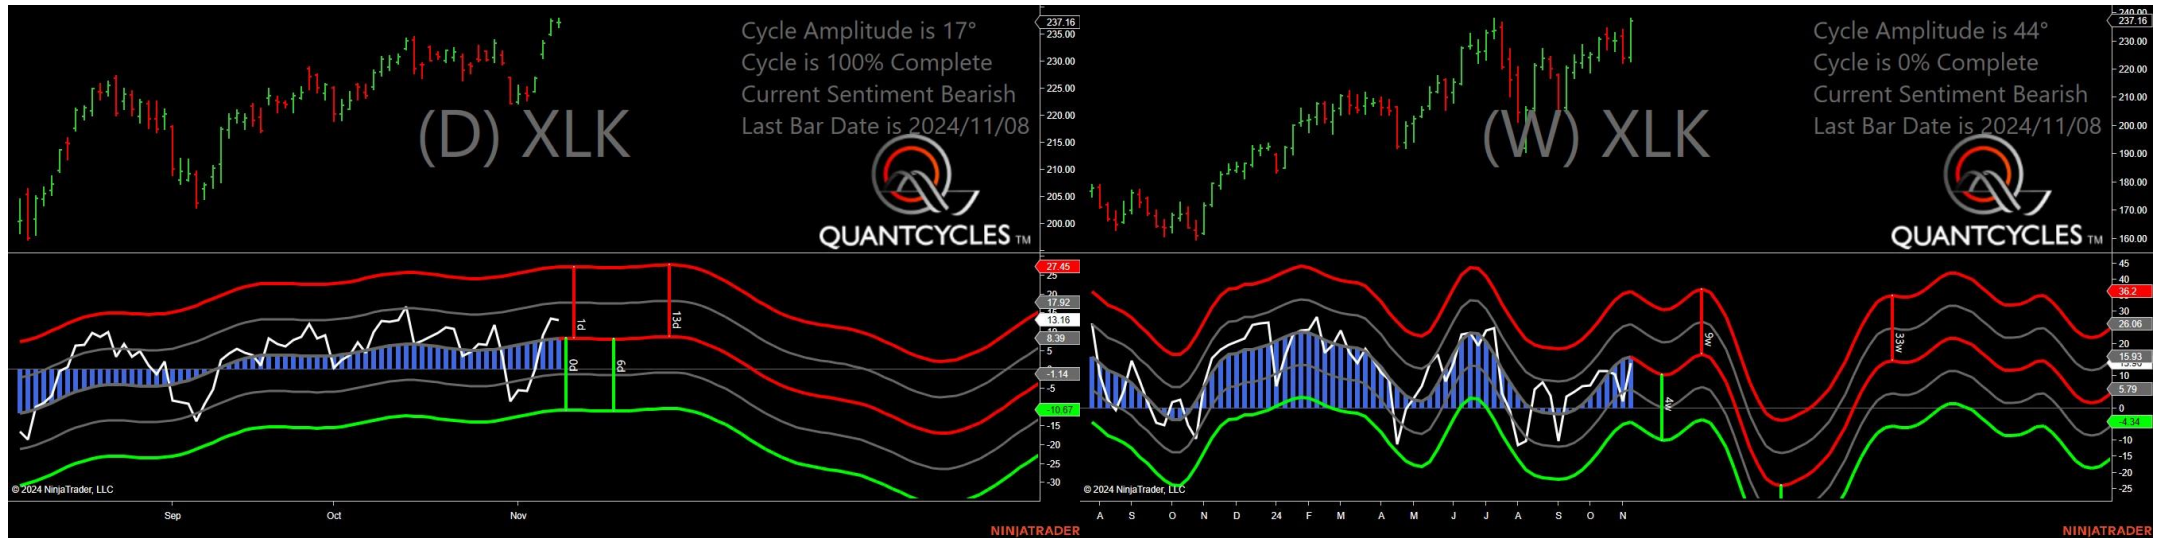 Cycle Amplitude is 17°
Cycle is 100% Complete
Current Sentiment Bearish
Last Bar Date is 2024/11/08
(D) XLK
QUANTCYCLES TM
237.16
235.00
230.00
225.00
220.00
215.00
210.00
205.00
200.00
27.45
25
20
17.92
13.16
8.39
5
-1.14
-5
-10.67
-15
-20
-25
-30
1d
13d
0d
6d
© 2024 NinjaTrader, LLC
Sep Oct Nov
NINJATRADER
Cycle Amplitude is 44°
Cycle is 0% Complete
Current Sentiment Bearish
Last Bar Date is 2024/11/08
(W) XLK
QUANTCYCLES TM
240.00
237.16
230.00
220.00
210.00
200.00
190.00
180.00
170.00
160.00
45
40
36.2
30
26.06
20
15.93
10
5.79
0
-4.34
-10
-15
-20
-25
9w
33w
4w
© 2024 NinjaTrader, LLC
A S O N D 24 F M A M J J A S O N
NINJATRADER